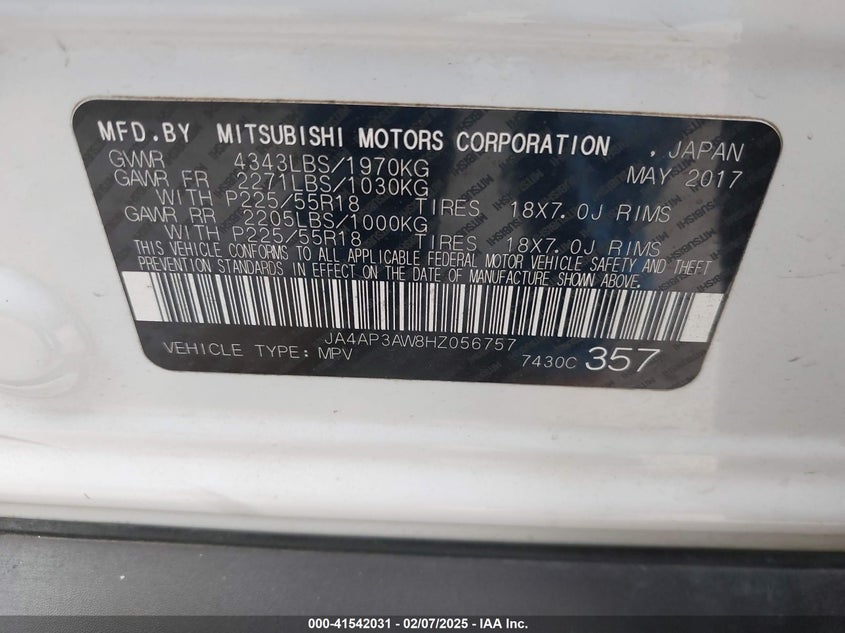 MFD.BY MITSUBISHI MOTORS CORPORATION . JAPAN
GVWR 4343LBS/1970KG MAY 2017
GAWR FR 2271LBS/1030KG
WITH P225/55R18 TIRES 18X7.0J RIMS
GAWR RR 2205LBS/1000KG
WITH P225/55R18 TIRES 18X7.0J RIMS
THIS VEHICLE CONFORMS TO ALL APPLICABLE FEDERAL MOTOR VEHICLE SAFETY AND THEFT
PREVENTION STANDARDS IN EFFECT ON THE DATE OF MANUFACTURE SHOWN ABOVE.
JA4AP3AW8HZ056757
VEHICLE TYPE: MPV 7430C 357
000-41542031 - 02/07/2025 - IAA Inc.